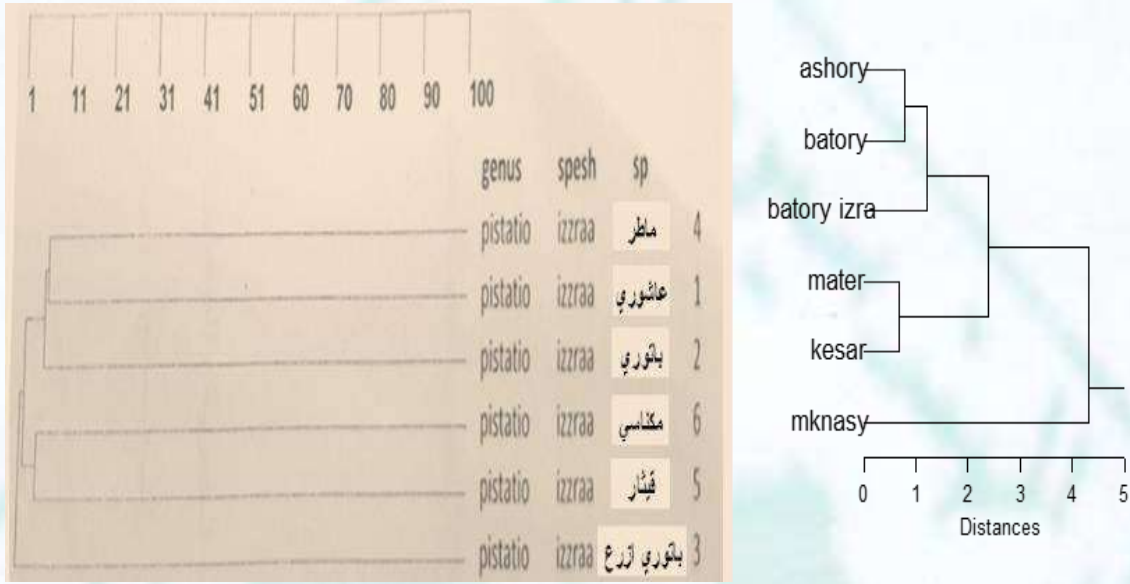 1 11 21 31 41 51 60 70 80 90 100
genus spesh sp
pistatio izzraa ماطر 4
pistatio izzraa عاشوري 1
pistatio izzraa باتوري 2
pistatio izzraa مكناسي 6
pistatio izzraa قيثار 5
pistatio izzraa باتوري ازرع 3
ashory
batory
batory izra
mater
kesar
mknasy
0 1 2 3 4 5
Distances